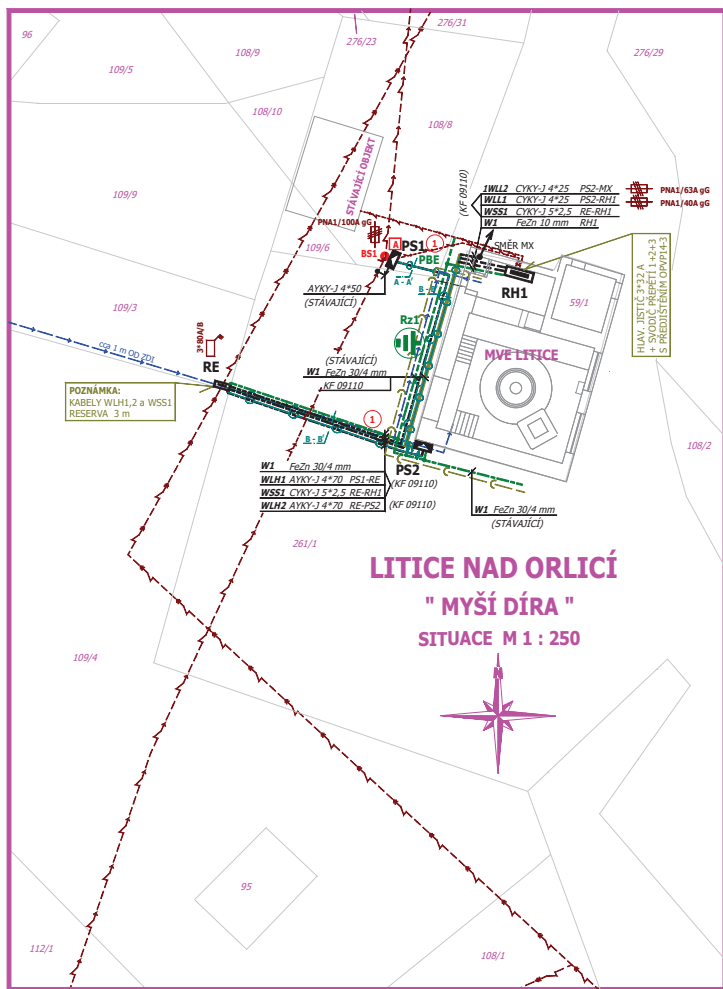 96
276/23
276/31
276/29
109/5
108/9
108/10
108/8
109/9
STÁVAJÍCÍ OBJEKT
(KF 09110)
1WLL2 CYKY-J 4*25 PS2-MX
PNA1/63A gG
WLL1 CYKY-J 4*25 PS2-RH1
PNA1/40A gG
WSS1 CYKY-J 5*2,5 RE-RH1
W1 FeZn 10 mm RH1
PNA1/100A gG
109/6
BS1
A
PS1
1
PBE
SMĚR MX
A - A'
B - B'
RH1
59/1
HLAV. JISTIČ 3*32 A
+ SVODIČ PŘEPĚTÍ 1+2+3
S PŘEDJIŠTĚNÍM OPVP14-3
AYKY-J 4*50
(STÁVAJÍCÍ)
109/3
Rz1
cca 1 m OD ZDI
3*80A/B
RE
(STÁVAJÍCÍ)
W1 FeZn 30/4 mm
KF 09110
MVE LITICE
POZNÁMKA:
KABELY WLH1,2 a WSS1
RESERVA 3 m
1
B - B'
108/2
PS2
W1 FeZn 30/4 mm
WLH1 AYKY-J 4*70 PS1-RE
(KF 09110)
WSS1 CYKY-J 5*2,5 RE-RH1
WLH2 AYKY-J 4*70 RE-PS2
(KF 09110)
W1 FeZn 30/4 mm
(STÁVAJÍCÍ)
261/1
LITICE NAD ORLICÍ
" MYŠÍ DÍRA "
SITUACE M 1 : 250
109/4
95
112/1
108/1